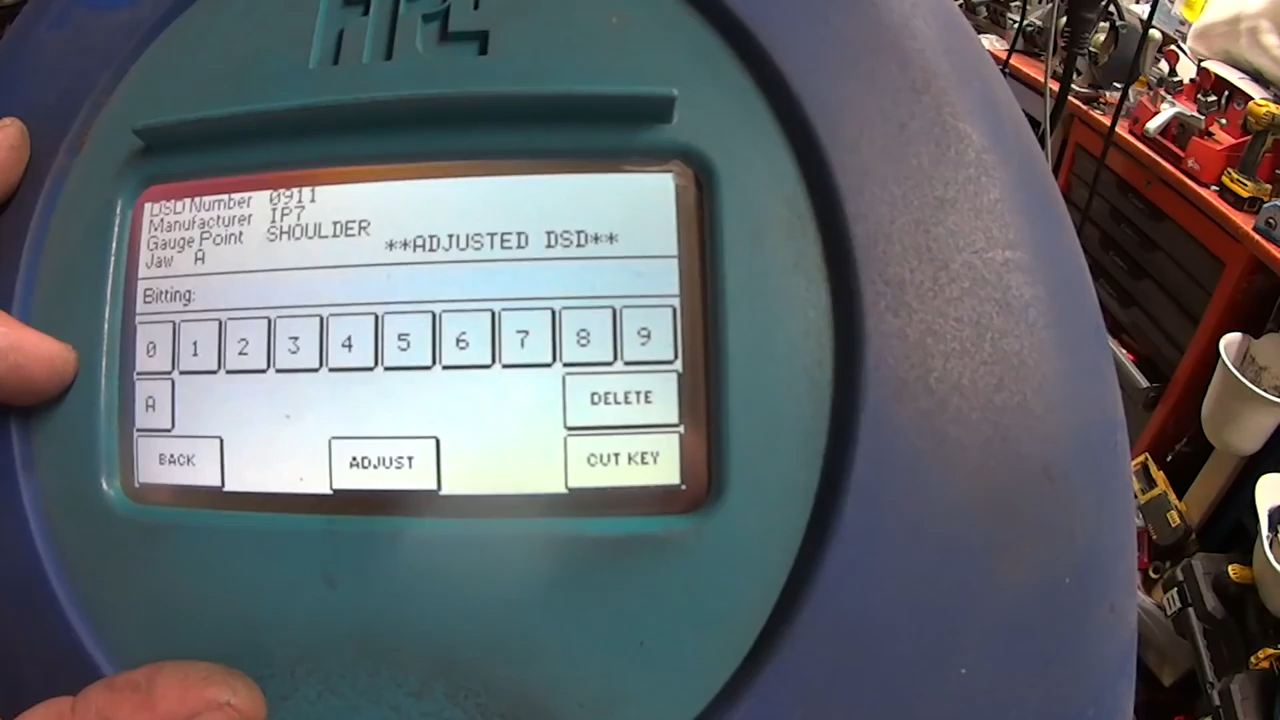 HPC
DSD Number 0911
Manufacturer IP7
Gauge Point SHOULDER
Jaw A **ADJUSTED DSD**
Bitting:
0 1 2 3 4 5 6 7 8 9
A DELETE
BACK ADJUST CUT KEY